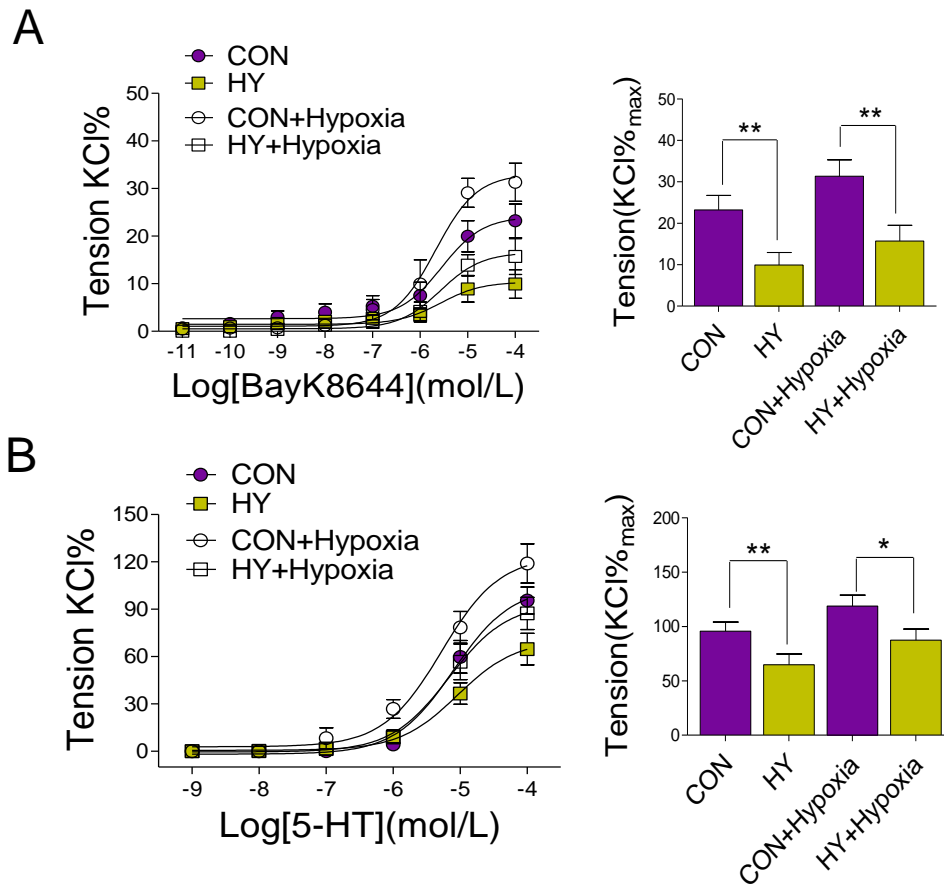 A
CON
HY
CON+Hypoxia
HY+Hypoxia
Tension KCl%
50
40
30
20
10
0
-11 -10 -9 -8 -7 -6 -5 -4
Log[BayK8644](mol/L)
Tension(KCl%max)
50
40
30
20
10
0
** **
CON HY CON+Hypoxia HY+Hypoxia
B
CON
HY
CON+Hypoxia
HY+Hypoxia
Tension KCl%
150
120
90
60
30
0
-9 -8 -7 -6 -5 -4
Log[5-HT](mol/L)
Tension(KCl%max)
200
150
100
50
0
** *
CON HY CON+Hypoxia HY+Hypoxia